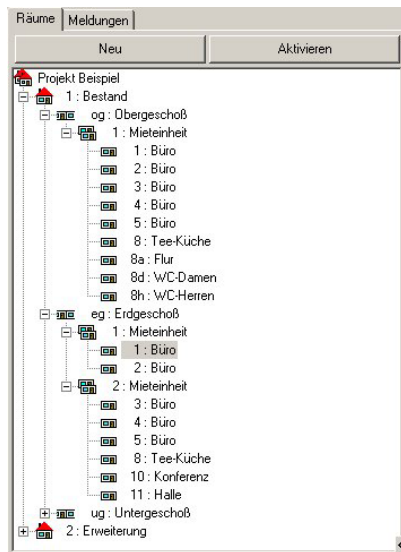 Räume Meldungen
Neu Aktivieren
Projekt Beispiel
1 : Bestand
og : Obergeschoß
1 : Mieteinheit
1 : Büro
2 : Büro
3 : Büro
4 : Büro
5 : Büro
8 : Tee-Küche
8a : Flur
8d : WC-Damen
8h : WC-Herren
eg : Erdgeschoß
1 : Mieteinheit
1 : Büro
2 : Büro
2 : Mieteinheit
3 : Büro
4 : Büro
5 : Büro
8 : Tee-Küche
10 : Konferenz
11 : Halle
ug : Untergeschoß
2 : Erweiterung